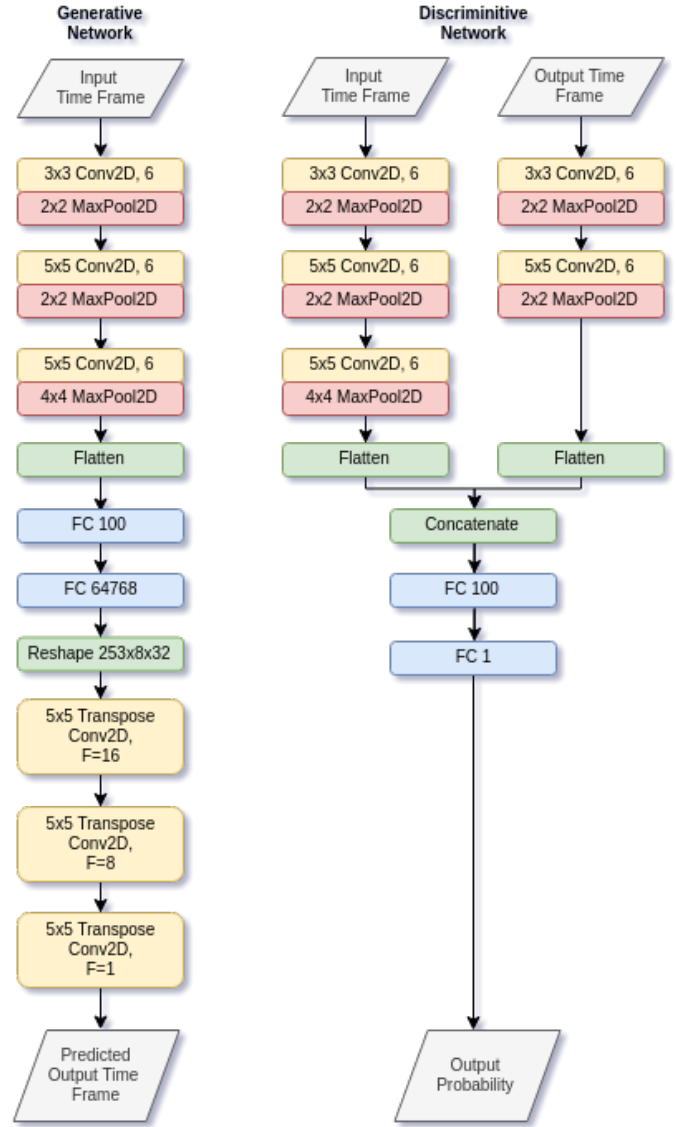 Generative
Network
Input
Time Frame
3x3 Conv2D, 6
2x2 MaxPool2D
5x5 Conv2D, 6
2x2 MaxPool2D
5x5 Conv2D, 6
4x4 MaxPool2D
Flatten
FC 100
FC 64768
Reshape 253x8x32
5x5 Transpose
Conv2D,
F=16
5x5 Transpose
Conv2D,
F=8
5x5 Transpose
Conv2D,
F=1
Predicted
Output Time
Frame
Discriminitive
Network
Input
Time Frame
3x3 Conv2D, 6
2x2 MaxPool2D
5x5 Conv2D, 6
2x2 MaxPool2D
5x5 Conv2D, 6
4x4 MaxPool2D
Flatten
Output Time
Frame
3x3 Conv2D, 6
2x2 MaxPool2D
5x5 Conv2D, 6
2x2 MaxPool2D
Flatten
Concatenate
FC 100
FC 1
Output
Probability